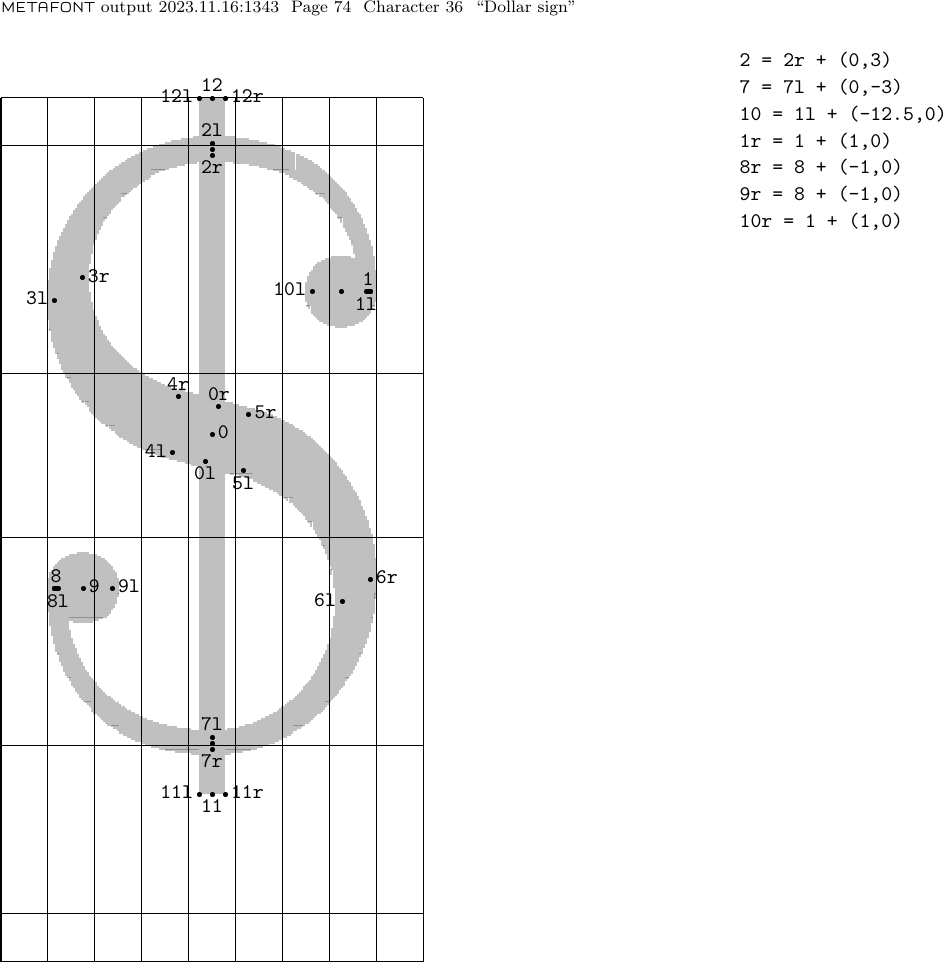 METAFONT output 2023.11.16:1343 Page 74 Character 36 “Dollar sign”
2 = 2r + (0,3)
7 = 7l + (0,-3)
10 = 1l + (-12.5,0)
1r = 1 + (1,0)
8r = 8 + (-1,0)
9r = 8 + (-1,0)
10r = 1 + (1,0)
12
12l 12r
2l
2r
3r
3l
10l 1
1l
4r
0r
5r
0
4l
0l
5l
8 9 9l
8l
6r
6l
7l
7r
11l 11r
11